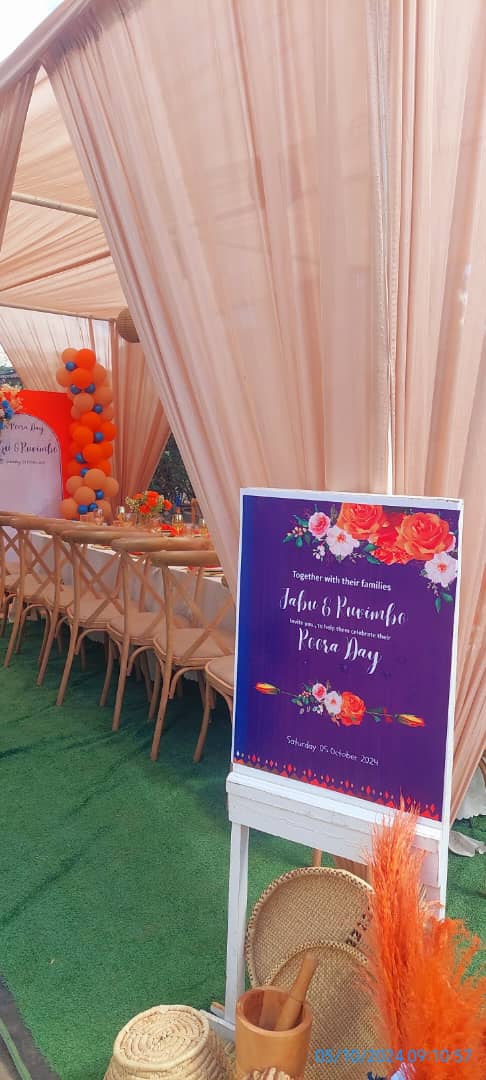 Roora Day
& Ruvimbo
Together with their families
Jabu & Ruvimbo
invite you , to help them celebrate their
Roora Day
Saturday: 05 October 2024
05/10/2024 09:10:57